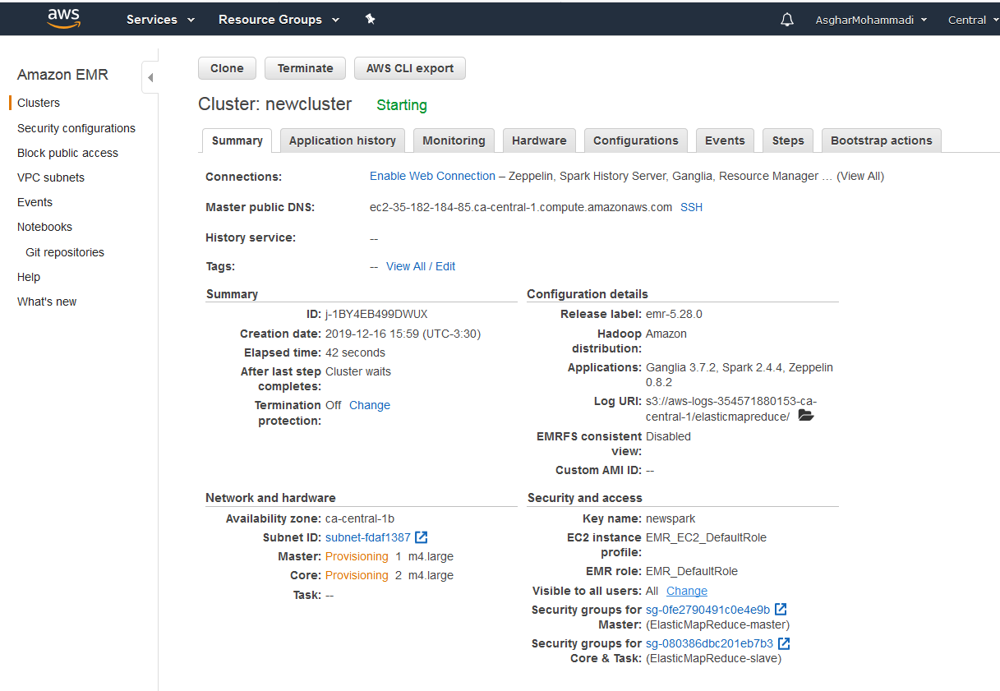 aws Services Resource Groups AsgharMohammadi Central
Amazon EMR
Clusters
Security configurations
Block public access
VPC subnets
Events
Notebooks
Git repositories
Help
What's new
Clone Terminate AWS CLI export
Cluster: newcluster Starting
Summary Application history Monitoring Hardware Configurations Events Steps Bootstrap actions
Connections: Enable Web Connection – Zeppelin, Spark History Server, Ganglia, Resource Manager … (View All)
Master public DNS: ec2-35-182-184-85.ca-central-1.compute.amazonaws.com SSH
History service: --
Tags: -- View All / Edit
Summary
ID: j-1BY4EB499DWUX
Creation date: 2019-12-16 15:59 (UTC-3:30)
Elapsed time: 42 seconds
After last step Cluster waits
completes:
Termination Off Change
protection:
Configuration details
Release label: emr-5.28.0
Hadoop Amazon
distribution:
Applications: Ganglia 3.7.2, Spark 2.4.4, Zeppelin
0.8.2
Log URI: s3://aws-logs-354571880153-ca-
central-1/elasticmapreduce/
EMRFS consistent Disabled
view:
Custom AMI ID: --
Network and hardware
Availability zone: ca-central-1b
Subnet ID: subnet-fdaf1387
Master: Provisioning 1 m4.large
Core: Provisioning 2 m4.large
Task: --
Security and access
Key name: newspark
EC2 instance EMR_EC2_DefaultRole
profile:
EMR role: EMR_DefaultRole
Visible to all users: All Change
Security groups for sg-0fe2790491c0e4e9b
Master: (ElasticMapReduce-master)
Security groups for sg-080386dbc201eb7b3
Core & Task: (ElasticMapReduce-slave)